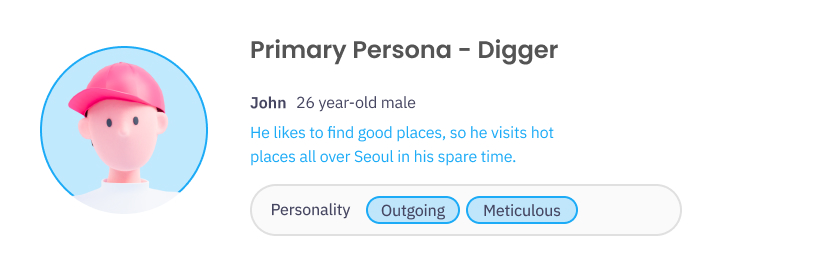 Primary Persona - Digger
John 26 year-old male
He likes to find good places, so he visits hot
places all over Seoul in his spare time.
Personality Outgoing Meticulous